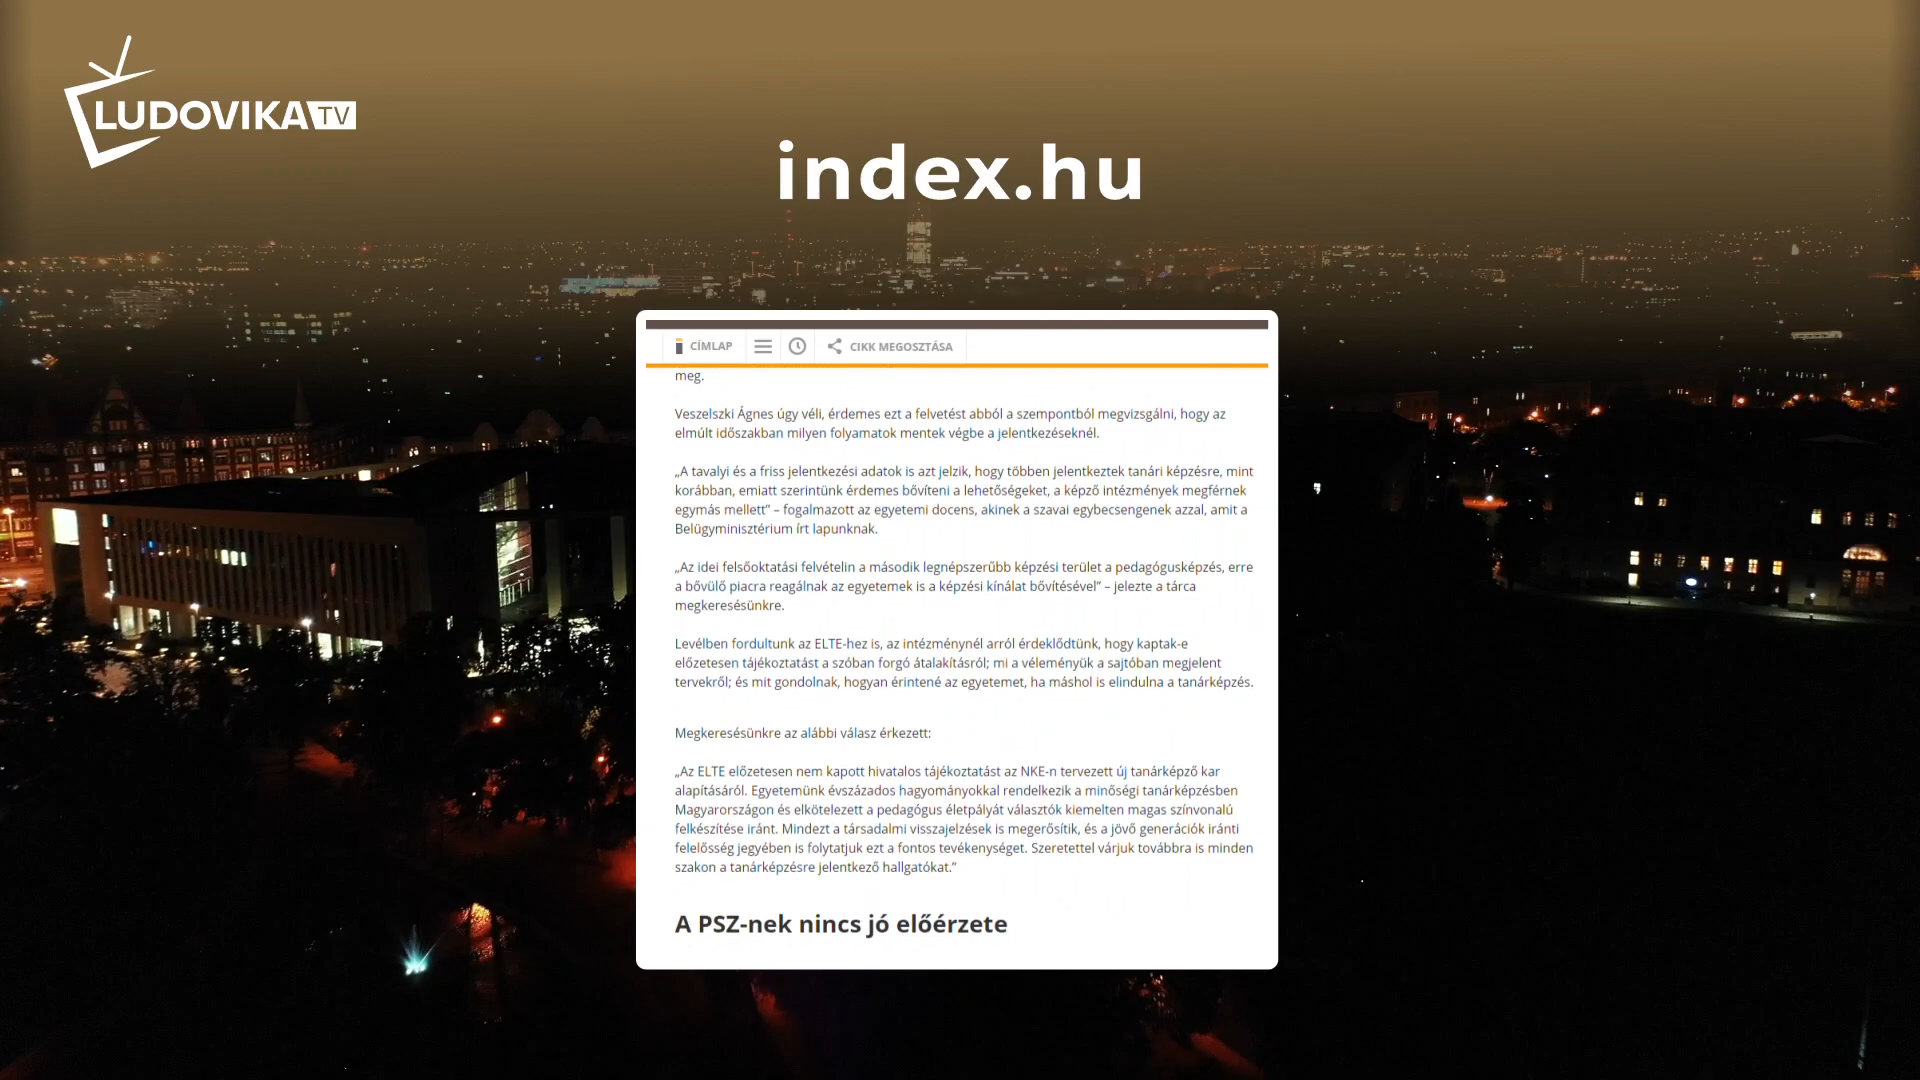 LUDOVIKA TV
index.hu
CÍMLAP
CIKK MEGOSZTÁSA
meg.
Veszelszki Ágnes úgy véli, érdemes ezt a felvetést abból a szempontból megvizsgálni, hogy az
elmúlt időszakban milyen folyamatok mentek végbe a jelentkezéseknél.
„A tavalyi és a friss jelentkezési adatok is azt jelzik, hogy többen jelentkeztek tanári képzésre, mint
korábban, emiatt szerintünk érdemes bővíteni a lehetőségeket, a képző intézmények megférnek
egymás mellett” – fogalmazott az egyetemi docens, akinek a szavai egybecsengenek azzal, amit a
Belügyminisztérium írt lapunknak.
„Az idei felsőoktatási felvételin a második legnépszerűbb képzési terület a pedagógusképzés, erre
a bővülő piacra reagálnak az egyetemek is a képzési kínálat bővítésével” – jelezte a tárca
megkeresésünkre.
Levélben fordultunk az ELTE-hez is, az intézménynél arról érdeklődtünk, hogy kaptak-e
előzetesen tájékoztatást a szóban forgó átalakításról; mi a véleményük a sajtóban megjelent
tervekről; és mit gondolnak, hogyan érintené az egyetemet, ha máshol is elindulna a tanárképzés.
Megkeresésünkre az alábbi válasz érkezett:
„Az ELTE előzetesen nem kapott hivatalos tájékoztatást az NKE-n tervezett új tanárképző kar
alapításáról. Egyetemünk évszázados hagyományokkal rendelkezik a minőségi tanárképzésben
Magyarországon és elkötelezett a pedagógus életpályát választók kiemelten magas színvonalú
felkészítése iránt. Mindezt a társadalmi visszajelzések is megerősítik, és a jövő generációk iránti
felelősség jegyében is folytatjuk ezt a fontos tevékenységet. Szeretettel várjuk továbbra is minden
szakon a tanárképzésre jelentkező hallgatókat.”
A PSZ-nek nincs jó előérzete